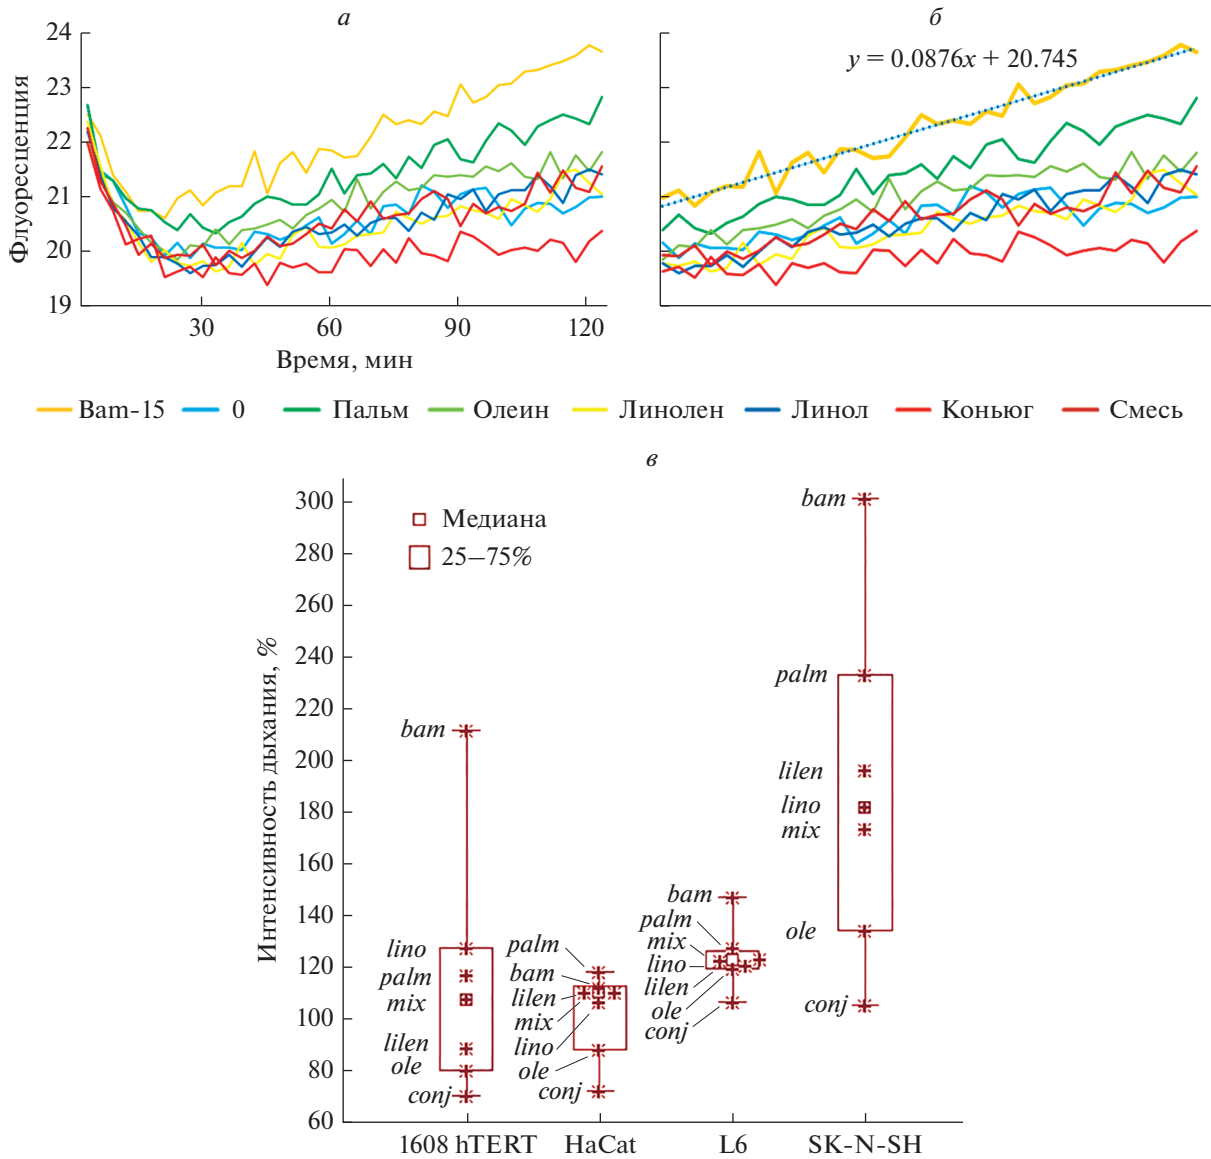 а
б
24
23
22
21
20
19
Флуоресценция
y = 0.0876x + 20.745
30
60
90
120
Время, мин
Bam-15
0
Пальм
Олеин
Линолен
Линол
Коньюг
Смесь
в
300
280
260
240
220
200
180
160
140
120
100
80
60
Интенсивность дыхания, %
Медиана
25–75%
bam
lino
palm
mix
lilen
ole
conj
palm
bam
lilen
mix
lino
ole
conj
bam
palm
mix
lino
lilen
ole
conj
bam
palm
lilen
lino
mix
ole
conj
1608 hTERT
HaCat
L6
SK-N-SH